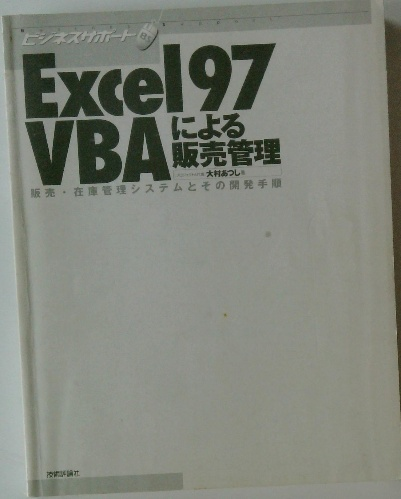 ビジネスサポート
Excel97
VBAによる
販売管理
大村あつし著
販売・在庫管理システムとその開発手順
技術評論社